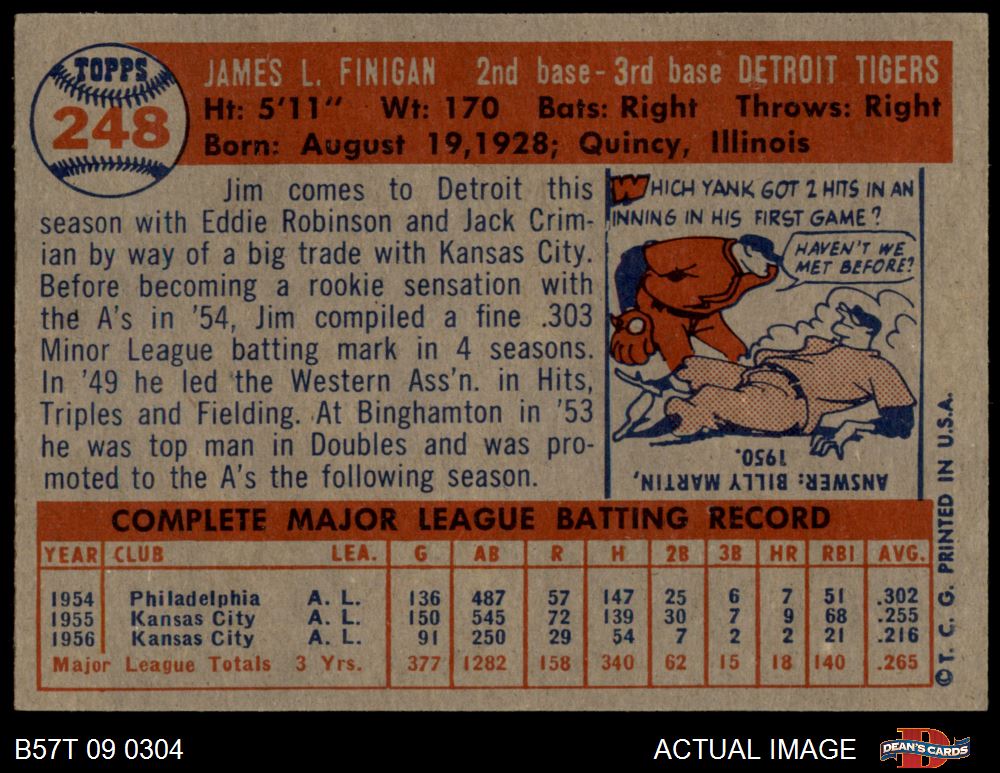 TOPPS
248
JAMES L. FINIGAN 2nd base - 3rd base DETROIT TIGERS
Ht: 5'11" Wt: 170 Bats: Right Throws: Right
Born: August 19, 1928; Quincy, Illinois
Jim comes to Detroit this
season with Eddie Robinson and Jack Crim-
ian by way of a big trade with Kansas City.
Before becoming a rookie sensation with
the A's in '54, Jim compiled a fine .303
Minor League batting mark in 4 seasons.
In '49 he led the Western Ass'n. in Hits,
Triples and Fielding. At Binghamton in '53
he was top man in Doubles and was pro-
moted to the A's the following season.
WHICH YANK GOT 2 HITS IN AN
INNING IN HIS FIRST GAME?
HAVEN'T WE
MET BEFORE?
ANSWER: BILLY MARTIN,
1950.
COMPLETE MAJOR LEAGUE BATTING RECORD
YEAR CLUB LEA. G AB R H 2B 3B HR RBI AVG.
1954 Philadelphia A. L. 136 487 57 147 25 6 7 51 .302
1955 Kansas City A. L. 150 545 72 139 30 7 9 68 .255
1956 Kansas City A. L. 91 250 29 54 7 2 2 21 .216
Major League Totals 3 Yrs. 377 1282 158 340 62 15 18 140 .265
© T. C. G. PRINTED IN U.S.A.
B57T 09 0304
ACTUAL IMAGE
DEAN'S CARDS